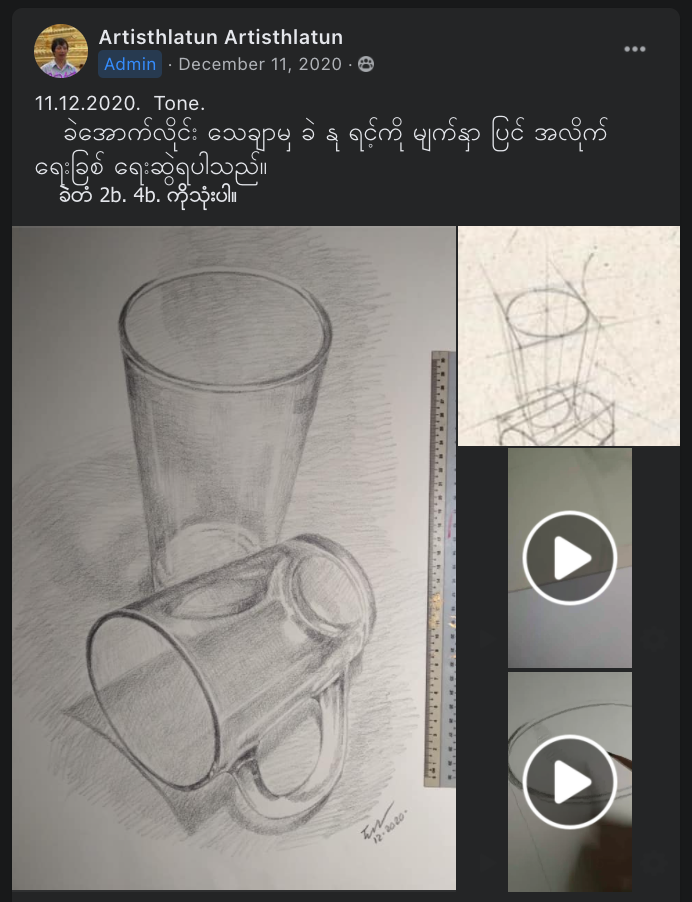 Artisthlatun Artisthlatun
Admin · December 11, 2020 ·
11.12.2020. Tone.
ခဲအောက်လိုင်း သေချာမှ ခဲ နု ရင့်ကို မျက်နှာ ပြင် အလိုက်
ရေးခြစ် ရေးဆွဲရပါသည်။
ခဲတံ 2b. 4b. ကိုသုံးပါ။
12.2020.